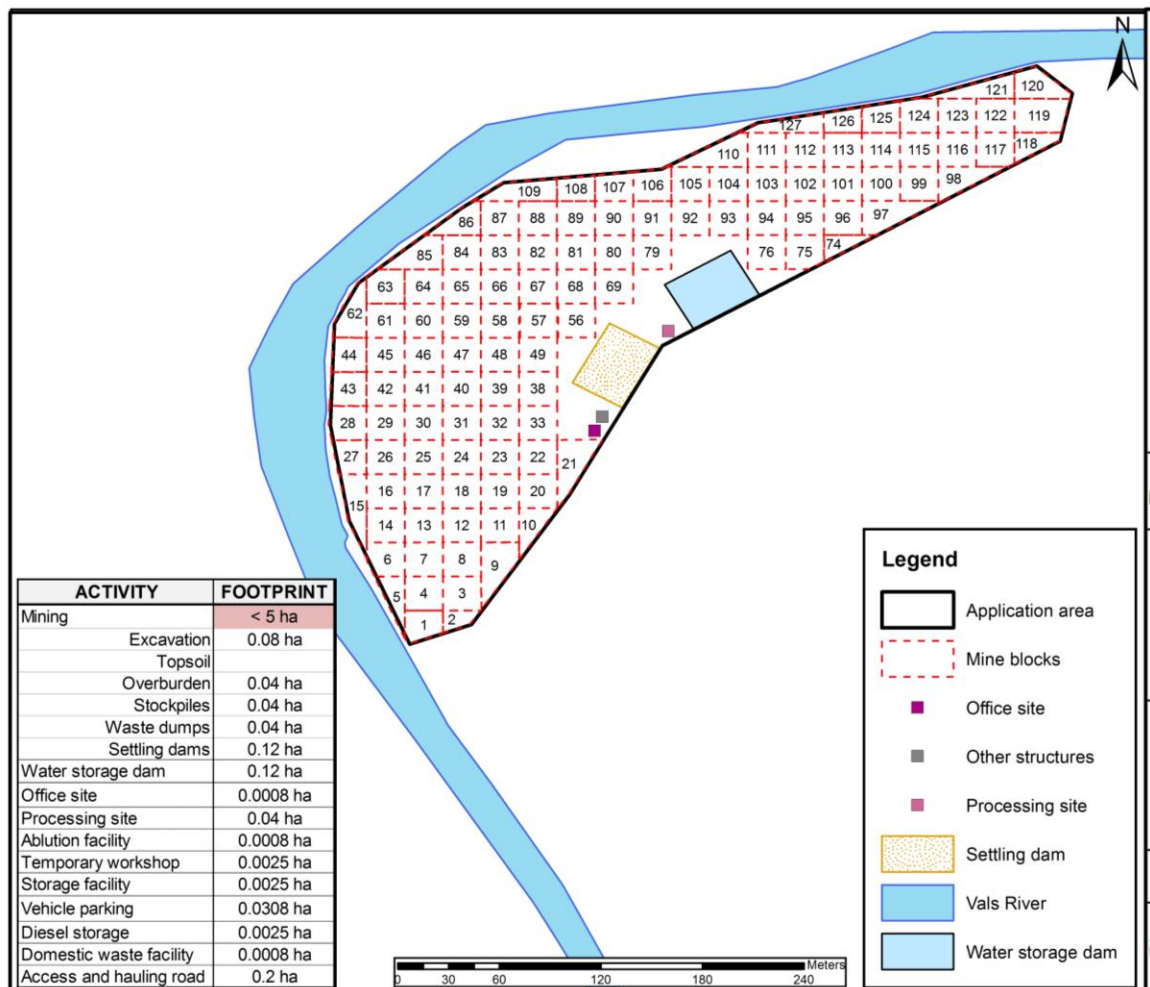 N
121 120
127 126 125 124 123 122 119
110 111 112 113 114 115 116 117 118
109 108 107 106 105 104 103 102 101 100 99 98
86 87 88 89 90 91 92 93 94 95 96 97
85 84 83 82 81 80 79 76 75 74
63 64 65 66 67 68 69
62 61 60 59 58 57 56
44 45 46 47 48 49
43 42 41 40 39 38
28 29 30 31 32 33
27 26 25 24 23 22 21
15 16 17 18 19 20
14 13 12 11 10
6 7 8 9
5 4 3
1 2
ACTIVITY FOOTPRINT
Mining < 5 ha
Excavation 0.08 ha
Topsoil
Overburden 0.04 ha
Stockpiles 0.04 ha
Waste dumps 0.04 ha
Settling dams 0.12 ha
Water storage dam 0.12 ha
Office site 0.0008 ha
Processing site 0.04 ha
Ablution facility 0.0008 ha
Temporary workshop 0.0025 ha
Storage facility 0.0025 ha
Vehicle parking 0.0308 ha
Diesel storage 0.0025 ha
Domestic waste facility 0.0008 ha
Access and hauling road 0.2 ha
Legend
Application area
Mine blocks
Office site
Other structures
Processing site
Settling dam
Vals River
Water storage dam
Meters
0 30 60 120 180 240